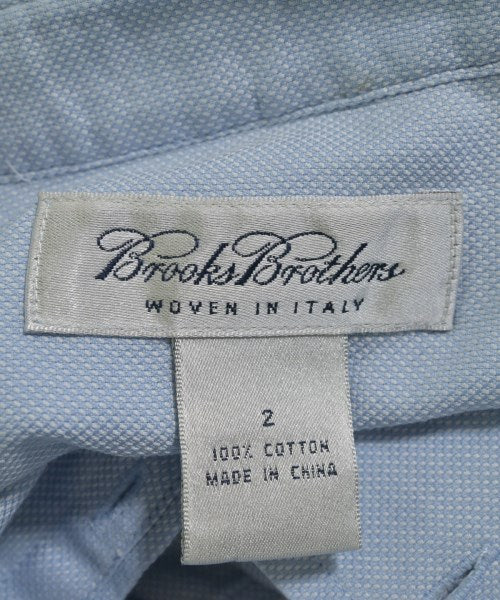 Brooks Brothers
WOVEN IN ITALY
2
100% COTTON
MADE IN CHINA